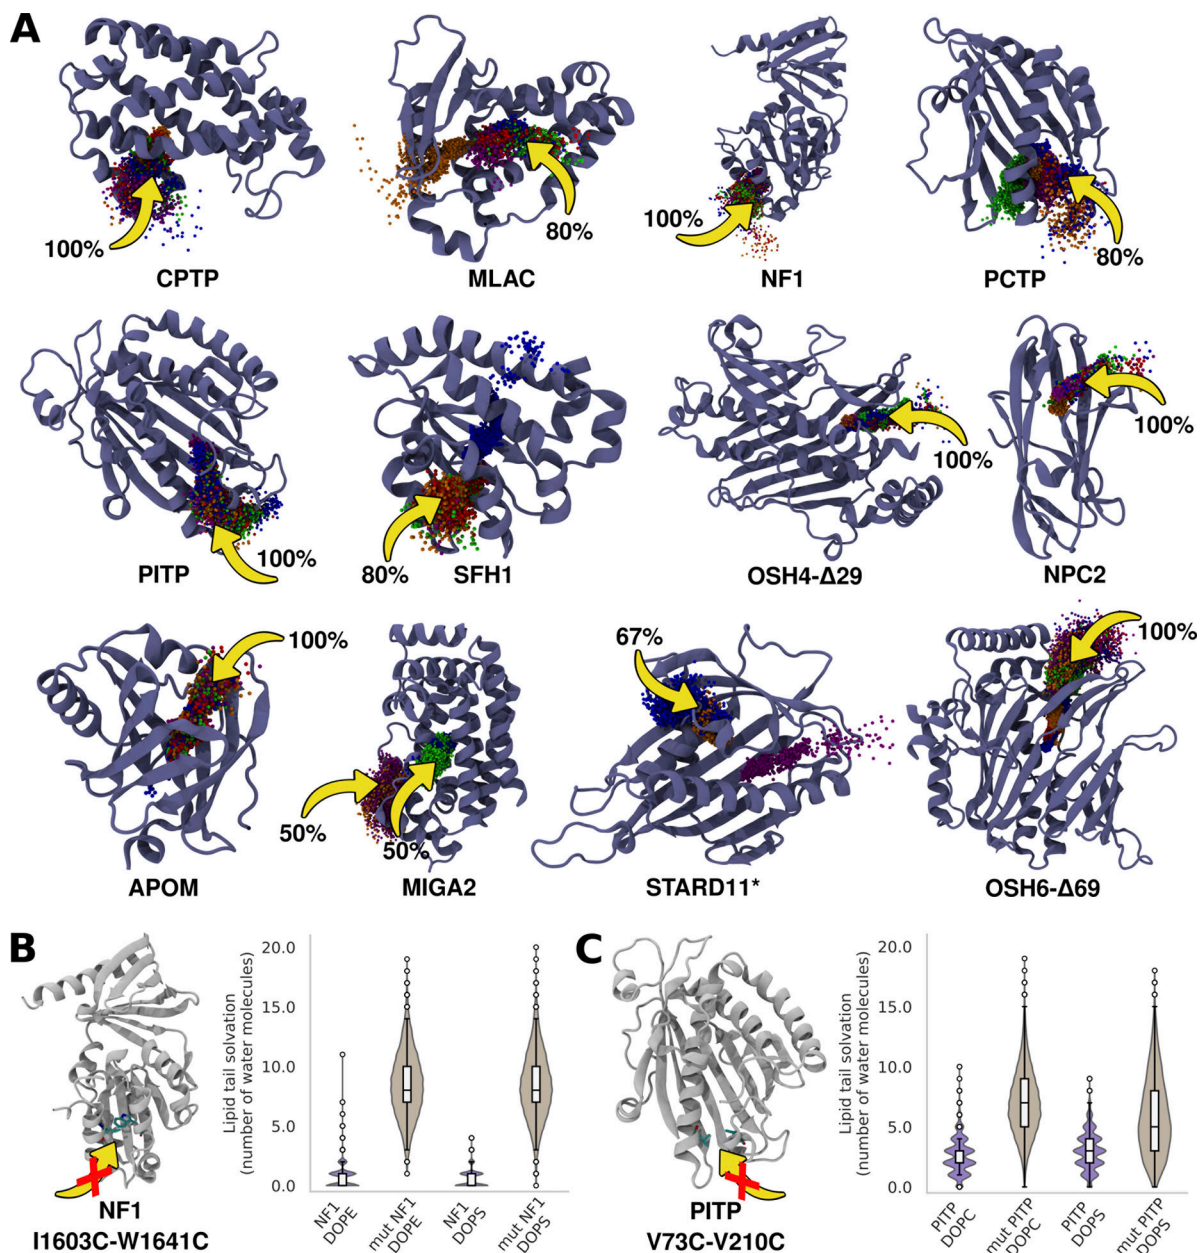 A
100%
CPTP
80%
MLAC
100%
NF1
80%
PCTP
100%
PITP
80%
SFH1
100%
OSH4-Δ29
100%
NPC2
100%
APOM
50%
50%
MIGA2
67%
STARD11*
100%
OSH6-Δ69
B
NF1
I1603C-W1641C
Lipid tail solvation
(number of water molecules)
20.0
15.0
10.0
5.0
0.0
NF1
DOPE
mut NF1
DOPE
NF1
DOPS
mut NF1
DOPS
C
PITP
V73C-V210C
Lipid tail solvation
(number of water molecules)
20.0
15.0
10.0
5.0
0.0
PITP
DOPC
mut PITP
DOPC
PITP
DOPS
mut PITP
DOPS